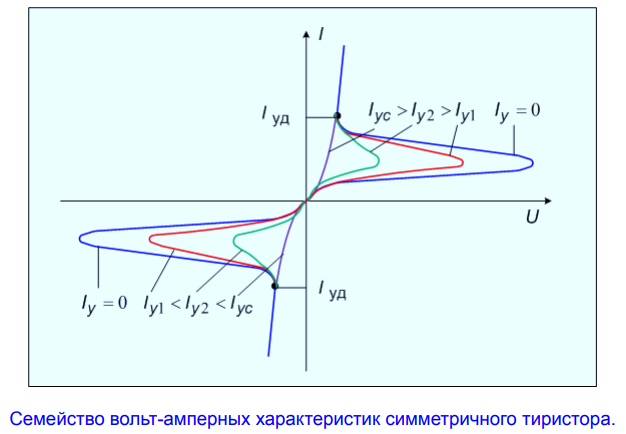 I
I уд
I ус > I у2 > I у1 I у = 0
U
I у = 0 I у1 < I у2 < I ус
I уд
Семейство вольт-амперных характеристик симметричного тиристора.